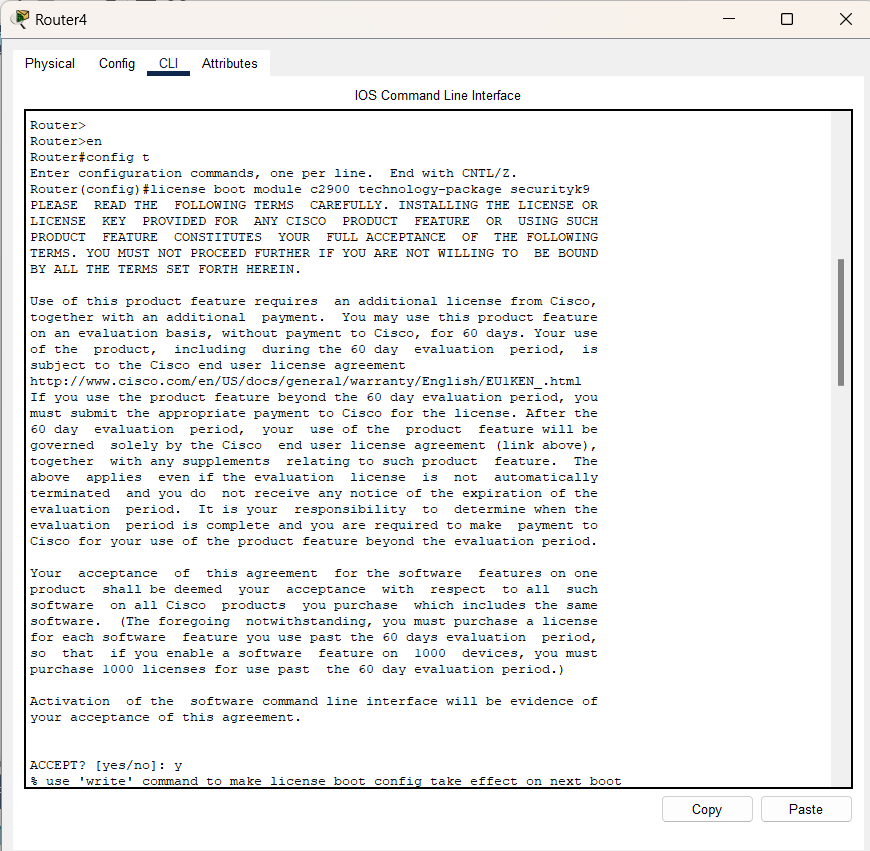 Router4
Physical Config CLI Attributes
IOS Command Line Interface
Router>
Router>en
Router#config t
Enter configuration commands, one per line.  End with CNTL/Z.
Router(config)#license boot module c2900 technology-package securityk9
PLEASE  READ THE  FOLLOWING TERMS  CAREFULLY. INSTALLING THE LICENSE OR
LICENSE  KEY  PROVIDED FOR  ANY CISCO  PRODUCT  FEATURE  OR  USING SUCH
PRODUCT  FEATURE  CONSTITUTES  YOUR  FULL ACCEPTANCE  OF  THE FOLLOWING
TERMS. YOU MUST NOT PROCEED FURTHER IF YOU ARE NOT WILLING TO  BE BOUND
BY ALL THE TERMS SET FORTH HEREIN.
Use of this product feature requires  an additional license from Cisco,
together with an additional  payment.  You may use this product feature
on an evaluation basis, without payment to Cisco, for 60 days. Your use
of the  product,  including  during the 60 day  evaluation  period,  is
subject to the Cisco end user license agreement
http://www.cisco.com/en/US/docs/general/warranty/English/EU1KEN_.html
If you use the product feature beyond the 60 day evaluation period, you
must submit the appropriate payment to Cisco for the license. After the
60 day  evaluation  period,  your  use of the  product  feature will be
governed  solely by the Cisco  end user license agreement (link above),
together  with any supplements  relating to such product  feature.  The
above  applies  even if the evaluation  license  is  not  automatically
terminated  and you do  not receive any notice of the expiration of the
evaluation  period.  It is your  responsibility  to  determine when the
evaluation  period is complete and you are required to make  payment to
Cisco for your use of the product feature beyond the evaluation period.
Your  acceptance  of  this agreement  for the software  features on one
product  shall be deemed  your  acceptance  with  respect  to all  such
software  on all Cisco  products  you purchase  which includes the same
software.  (The foregoing  notwithstanding, you must purchase a license
for each software  feature you use past the 60 days evaluation  period,
so  that  if you enable a software  feature on  1000  devices, you must
purchase 1000 licenses for use past  the 60 day evaluation period.)
Activation  of the  software command line interface will be evidence of
your acceptance of this agreement.
ACCEPT? [yes/no]: y
% use 'write' command to make license boot config take effect on next boot
Copy Paste